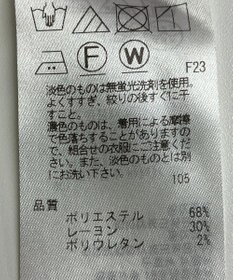 F W
F23
淡色のものは無蛍光洗剤を使用。
よくすすぎ、絞りの後すぐに干
すこと。
濃色のものは、着用による摩擦
で色落ちすることがありますの
で、組合せの衣服にご注意くだ
さい。また、淡色のものとは別
にお洗い下さい。
105
品質
ポリエステル 68%
レーヨン 30%
ポリウレタン 2%